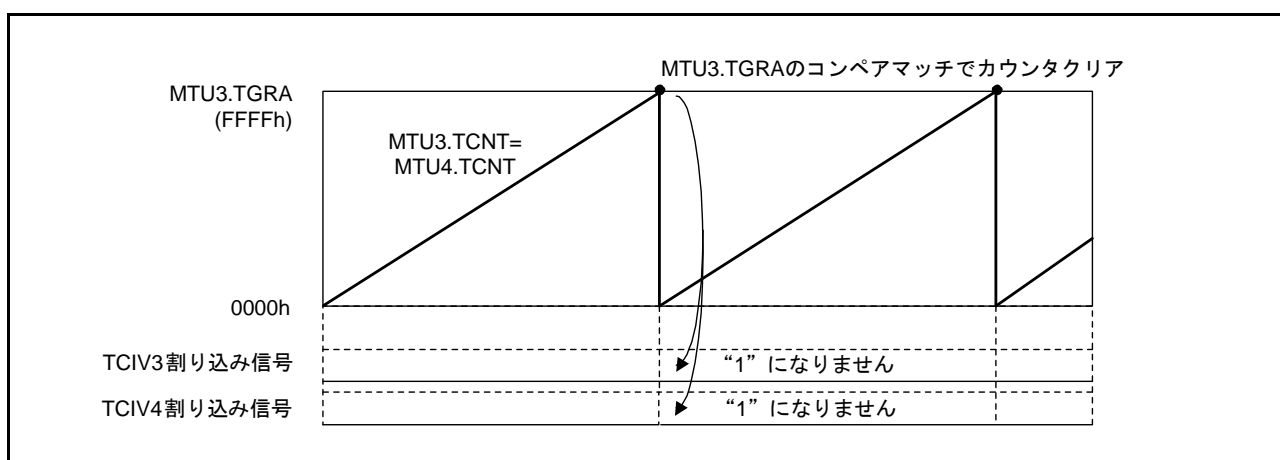 MTU3.TGRAのコンペアマッチでカウンタクリア
MTU3.TGRA
(FFFFh)
MTU3.TCNT=
MTU4.TCNT
0000h
TCIV3割り込み信号
“1” になりません
TCIV4割り込み信号
“1” になりません